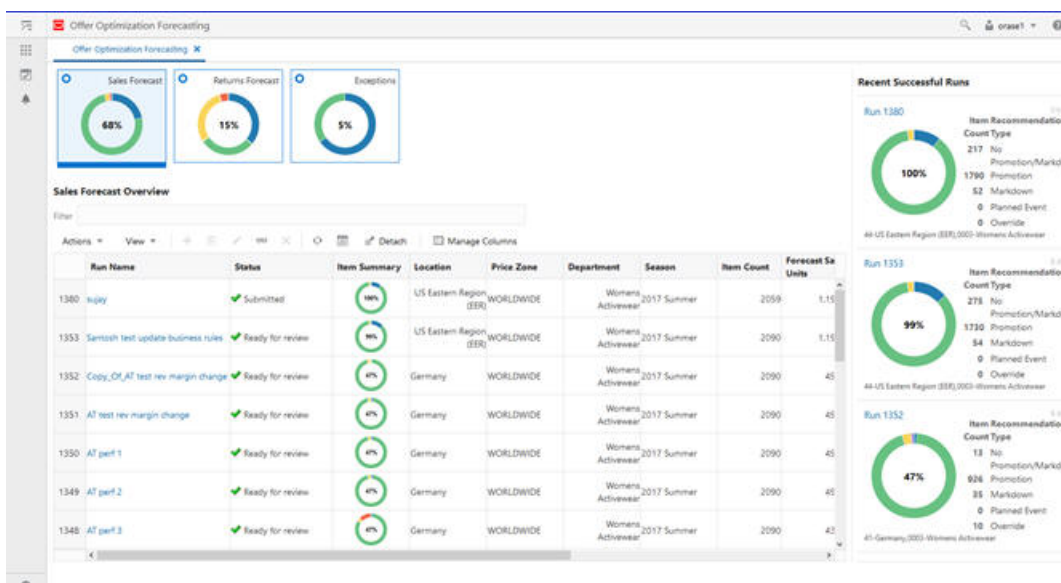 Offer Optimization Forecasting
orase1
Offer Optimization Forecasting
Sales Forecast
68%
Returns Forecast
15%
Exceptions
5%
Sales Forecast Overview
Filter
Actions View Detach Manage Columns
Run Name Status Item Summary Location Price Zone Department Season Item Count Forecast Sa
Units
1380 sujay Submitted 100% US Eastern Region (EER) WORLDWIDE Womens Activewear 2017 Summer 2059 1.15
1353 Santosh test update business rules Ready for review 99% US Eastern Region (EER) WORLDWIDE Womens Activewear 2017 Summer 2090 1.15
1352 Copy_Of_AT test rev margin change Ready for review 47% Germany WORLDWIDE Womens Activewear 2017 Summer 2090 45
1351 AT test rev margin change Ready for review 47% Germany WORLDWIDE Womens Activewear 2017 Summer 2090 45
1350 AT perf 1 Ready for review 47% Germany WORLDWIDE Womens Activewear 2017 Summer 2090 45
1349 AT perf 2 Ready for review 47% Germany WORLDWIDE Womens Activewear 2017 Summer 2090 45
1348 AT perf 3 Ready for review 47% Germany WORLDWIDE Womens Activewear 2017 Summer 2090 43
Recent Successful Runs
Run 1380
100%
Item Recommendatio
Count Type
217 No
Promotion/Markd
1790 Promotion
52 Markdown
0 Planned Event
0 Override
44-US Eastern Region (EER),0003-Womens Activewear
Run 1353
99%
Item Recommendatio
Count Type
275 No
Promotion/Markd
1730 Promotion
54 Markdown
0 Planned Event
0 Override
44-US Eastern Region (EER),0003-Womens Activewear
Run 1352
47%
Item Recommendatio
Count Type
13 No
Promotion/Markd
926 Promotion
35 Markdown
0 Planned Event
10 Override
41-Germany,0003-Womens Activewear